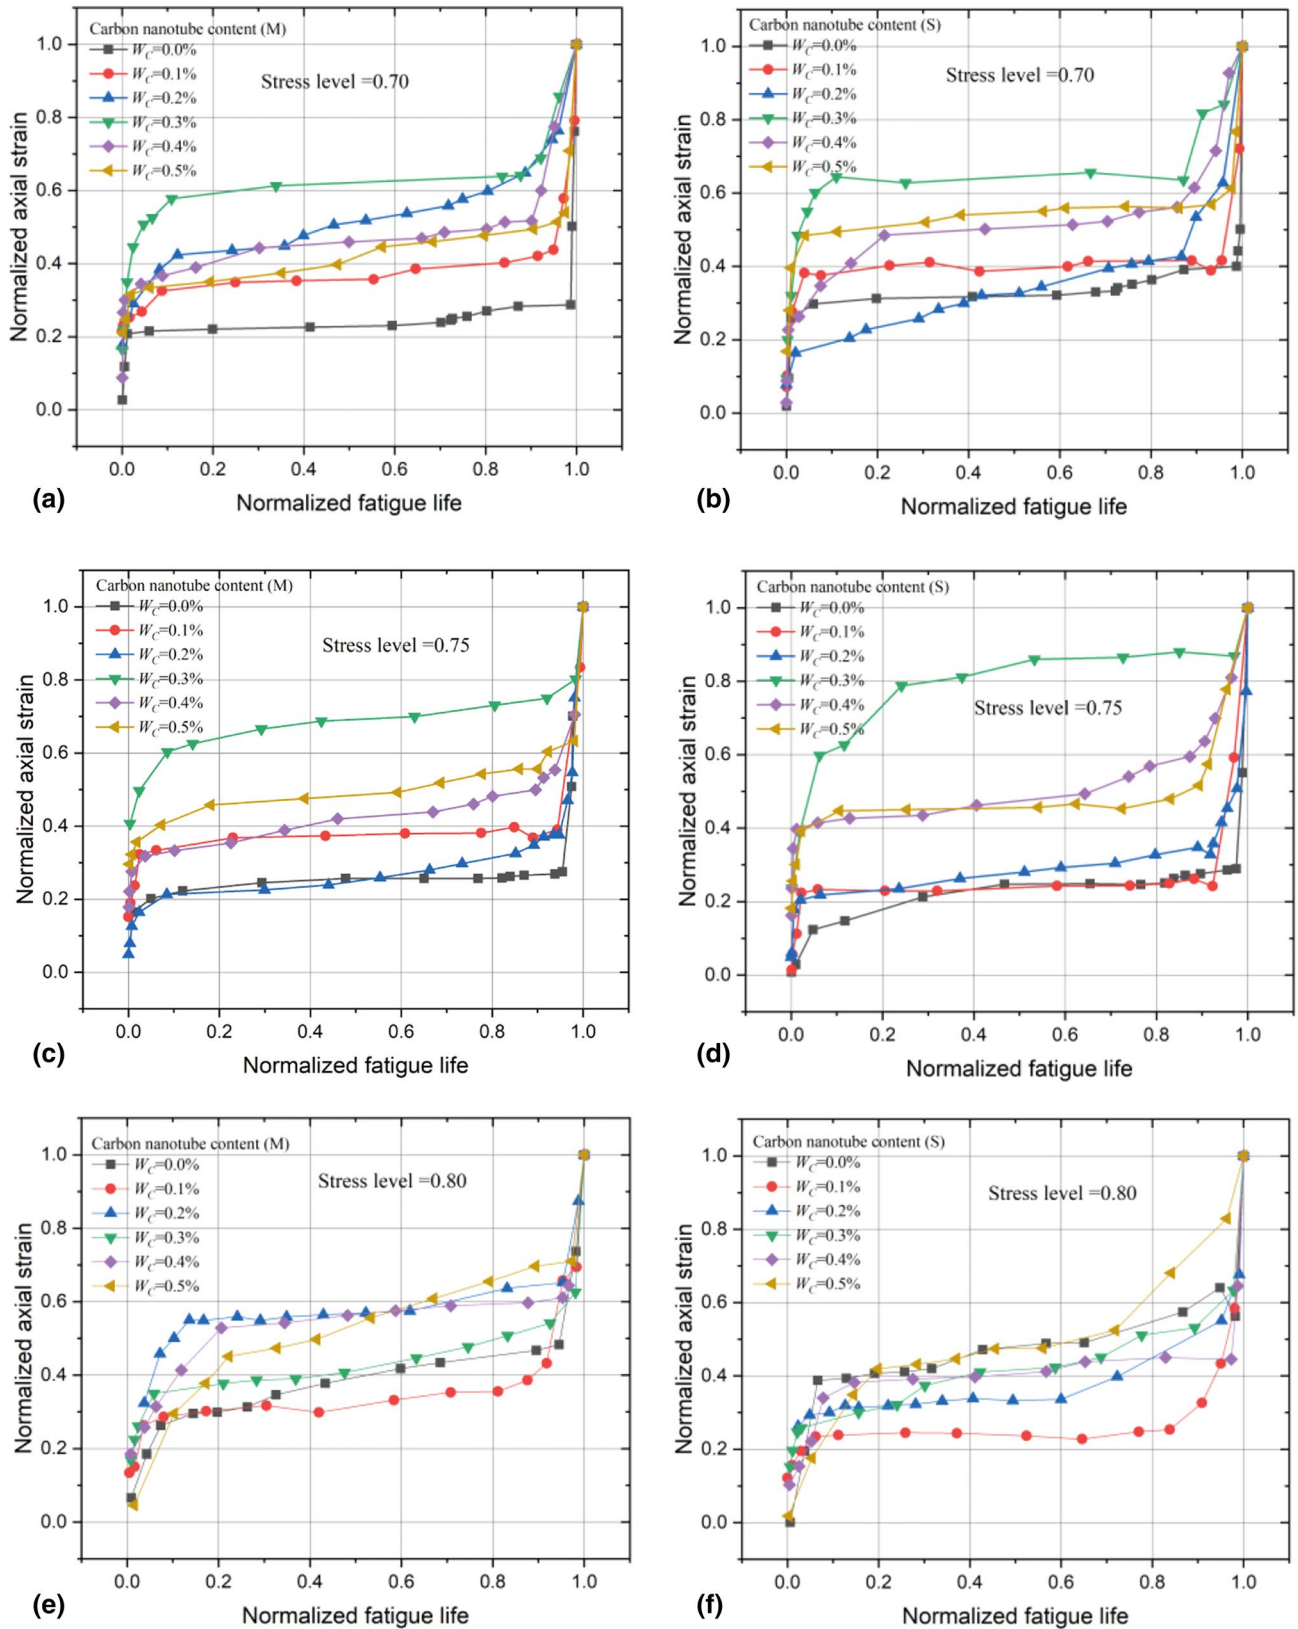 Carbon nanotube content (M)
W_C=0.0%
W_C=0.1%
W_C=0.2%
W_C=0.3%
W_C=0.4%
W_C=0.5%
Stress level =0.70
Normalized axial strain
1.0
0.8
0.6
0.4
0.2
0.0
0.0 0.2 0.4 0.6 0.8 1.0
Normalized fatigue life
(a)
Carbon nanotube content (S)
W_C=0.0%
W_C=0.1%
W_C=0.2%
W_C=0.3%
W_C=0.4%
W_C=0.5%
Stress level =0.70
Normalized axial strain
1.0
0.8
0.6
0.4
0.2
0.0
0.0 0.2 0.4 0.6 0.8 1.0
Normalized fatigue life
(b)
Carbon nanotube content (M)
W_C=0.0%
W_C=0.1%
W_C=0.2%
W_C=0.3%
W_C=0.4%
W_C=0.5%
Stress level =0.75
Normalized axial strain
1.0
0.8
0.6
0.4
0.2
0.0
0.0 0.2 0.4 0.6 0.8 1.0
Normalized fatigue life
(c)
Carbon nanotube content (S)
W_C=0.0%
W_C=0.1%
W_C=0.2%
W_C=0.3%
W_C=0.4%
W_C=0.5%
Stress level =0.75
Normalized axial strain
1.0
0.8
0.6
0.4
0.2
0.0
0.0 0.2 0.4 0.6 0.8 1.0
Normalized fatigue life
(d)
Carbon nanotube content (M)
W_C=0.0%
W_C=0.1%
W_C=0.2%
W_C=0.3%
W_C=0.4%
W_C=0.5%
Stress level =0.80
Normalized axial strain
1.0
0.8
0.6
0.4
0.2
0.0
0.0 0.2 0.4 0.6 0.8 1.0
Normalized fatigue life
(e)
Carbon nanotube content (S)
W_C=0.0%
W_C=0.1%
W_C=0.2%
W_C=0.3%
W_C=0.4%
W_C=0.5%
Stress level =0.80
Normalized axial strain
1.0
0.8
0.6
0.4
0.2
0.0
0.0 0.2 0.4 0.6 0.8 1.0
Normalized fatigue life
(f)